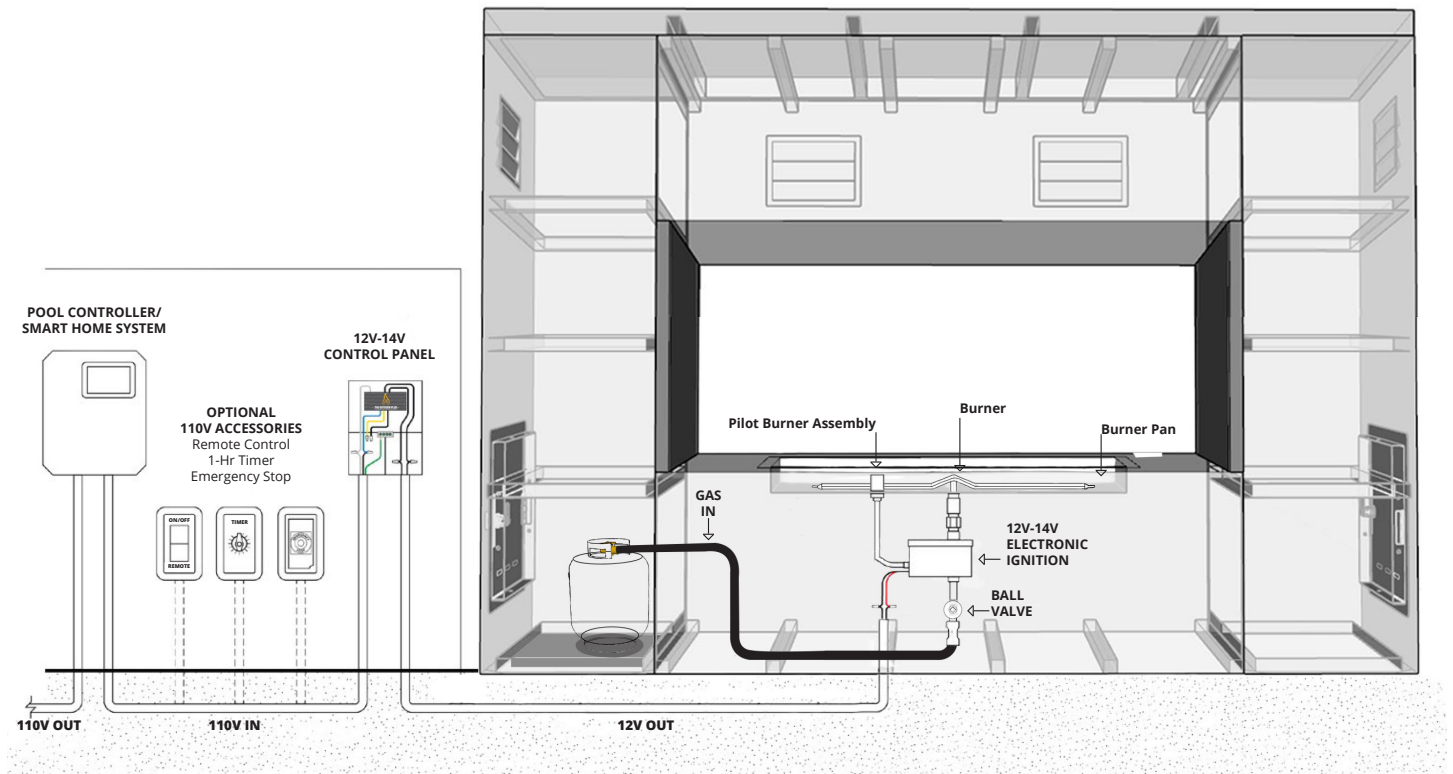 POOL CONTROLLER/
SMART HOME SYSTEM
12V-14V
CONTROL PANEL
OPTIONAL
110V ACCESSORIES
Remote Control
1-Hr Timer
Emergency Stop
ON/OFF
REMOTE
TIMER
Pilot Burner Assembly
Burner
Burner Pan
GAS
IN
12V-14V
ELECTRONIC
IGNITION
BALL
VALVE
110V OUT
110V IN
12V OUT